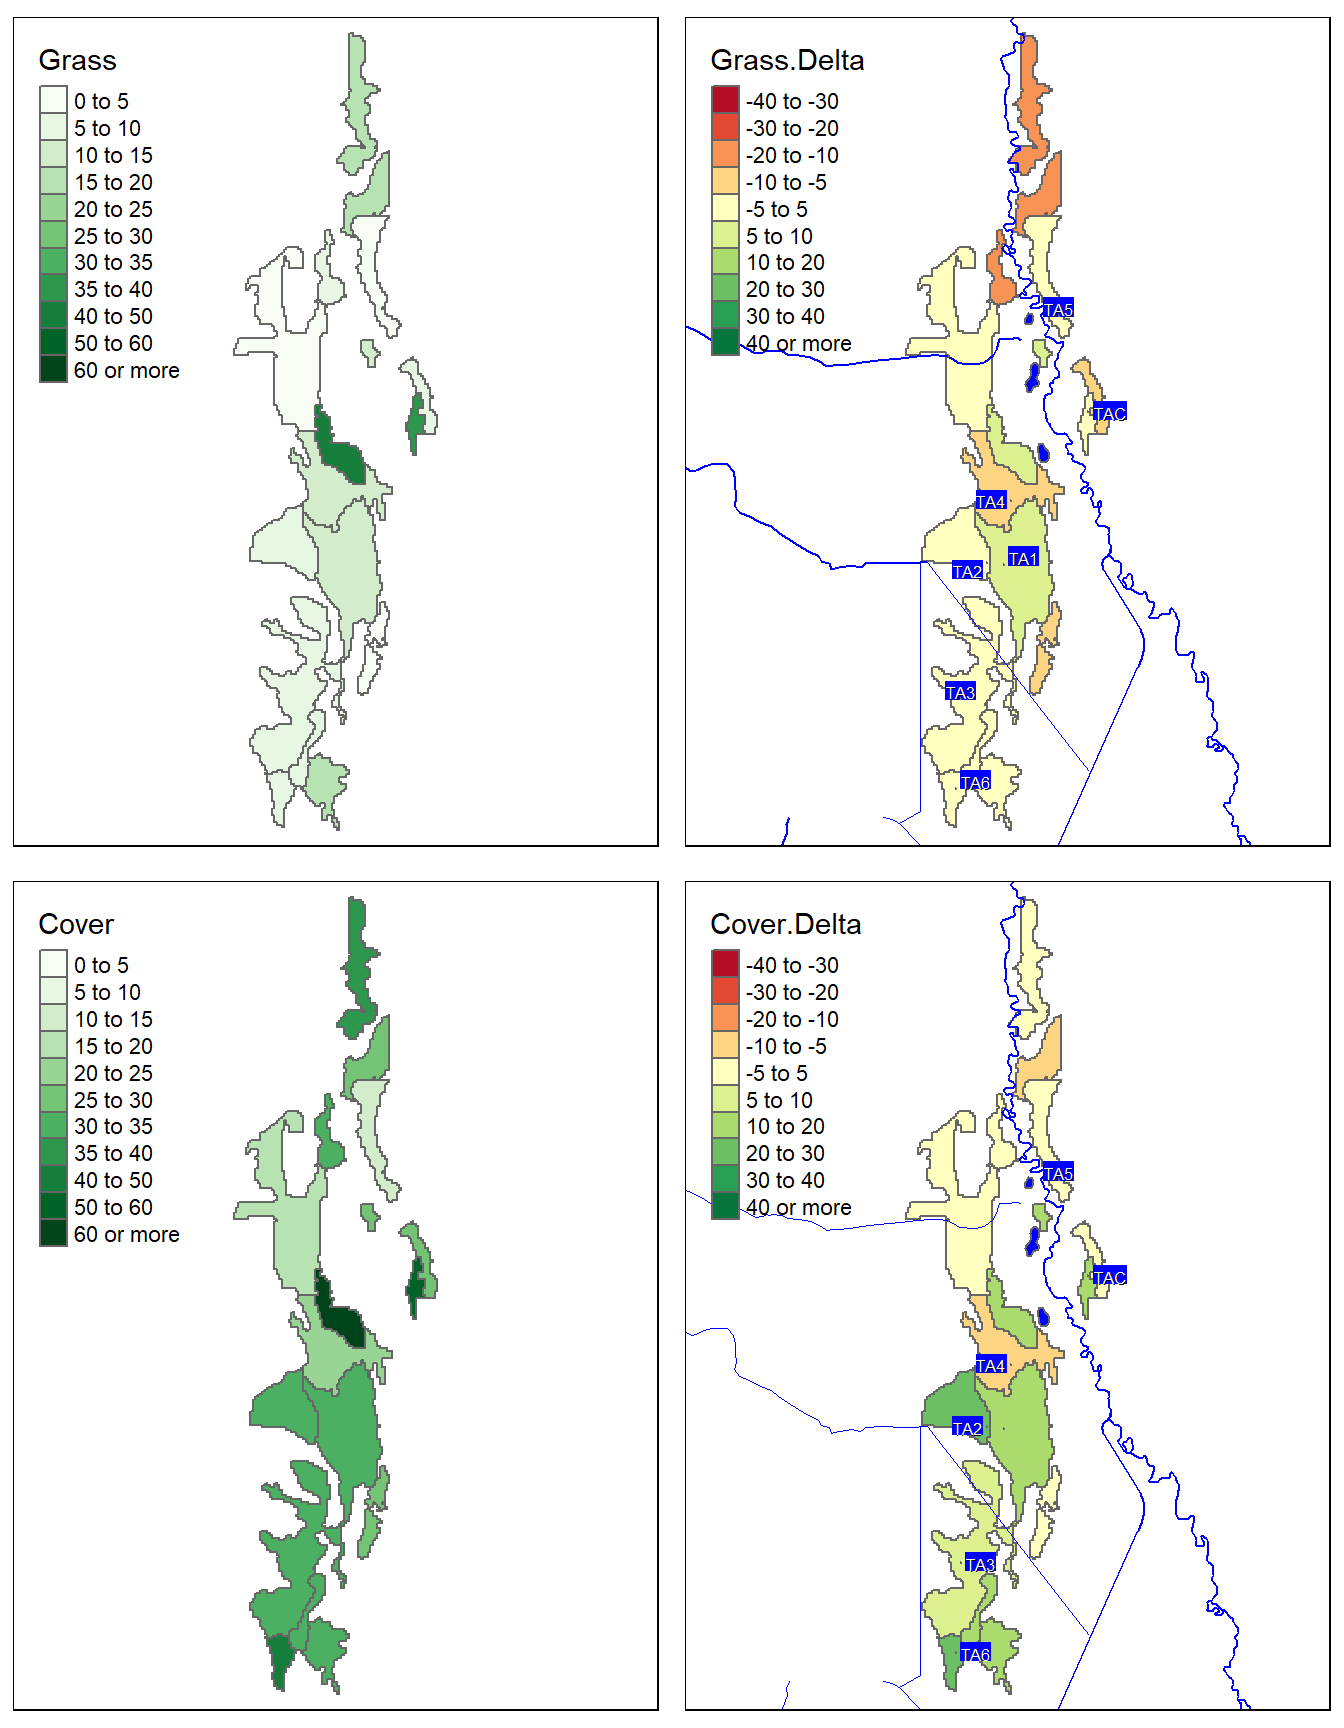 Grass
0 to 5
5 to 10
10 to 15
15 to 20
20 to 25
25 to 30
30 to 35
35 to 40
40 to 50
50 to 60
60 or more
Grass.Delta
-40 to -30
-30 to -20
-20 to -10
-10 to -5
-5 to 5
5 to 10
10 to 20
20 to 30
30 to 40
40 or more
TA5
TAC
TA4
TA1
TA2
TA3
TA6
Cover
0 to 5
5 to 10
10 to 15
15 to 20
20 to 25
25 to 30
30 to 35
35 to 40
40 to 50
50 to 60
60 or more
Cover.Delta
-40 to -30
-30 to -20
-20 to -10
-10 to -5
-5 to 5
5 to 10
10 to 20
20 to 30
30 to 40
40 or more
TA5
TAC
TA4
TA2
TA3
TA6